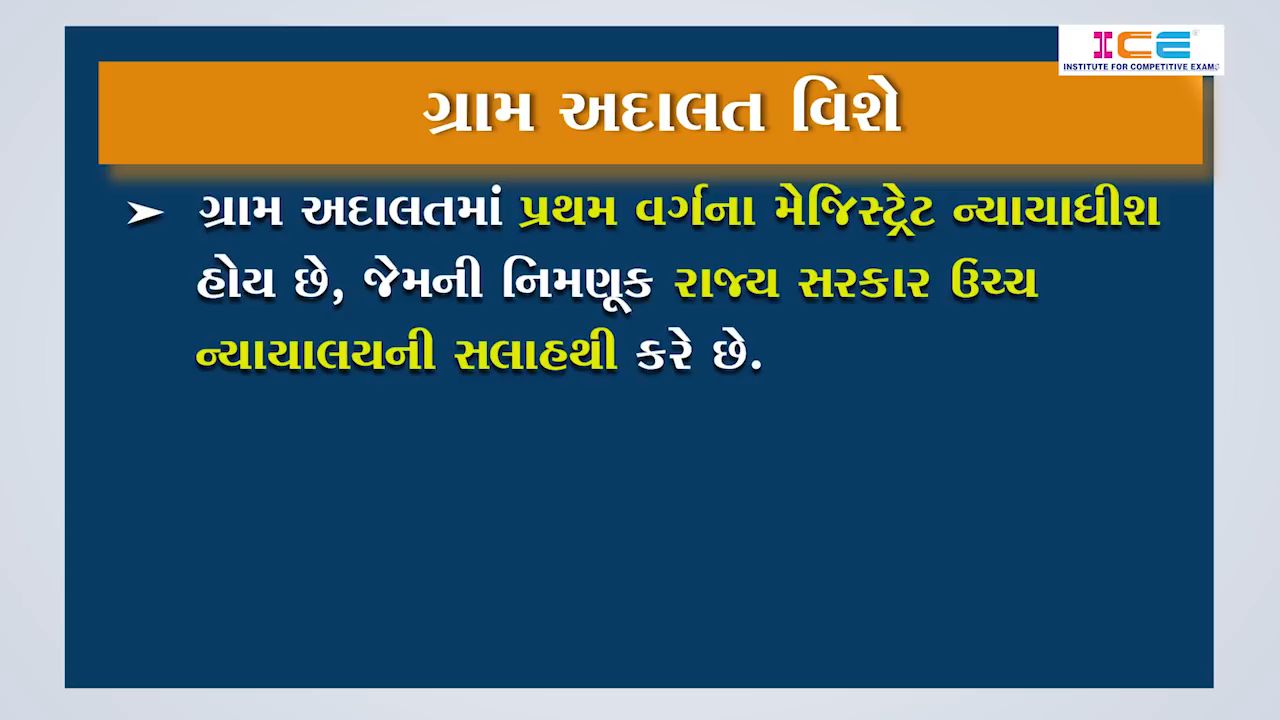 ICE
INSTITUTE FOR COMPETITIVE EXAMS
ગ્રામ અદાલત વિશે
➢ ગ્રામ અદાલતમાં પ્રથમ વર્ગના મેજિસ્ટ્રેટ ન્યાયાધીશ
હોય છે, જેમની નિમણૂક રાજ્ય સરકાર ઉચ્ચ
ન્યાયાલયની સલાહથી કરે છે.